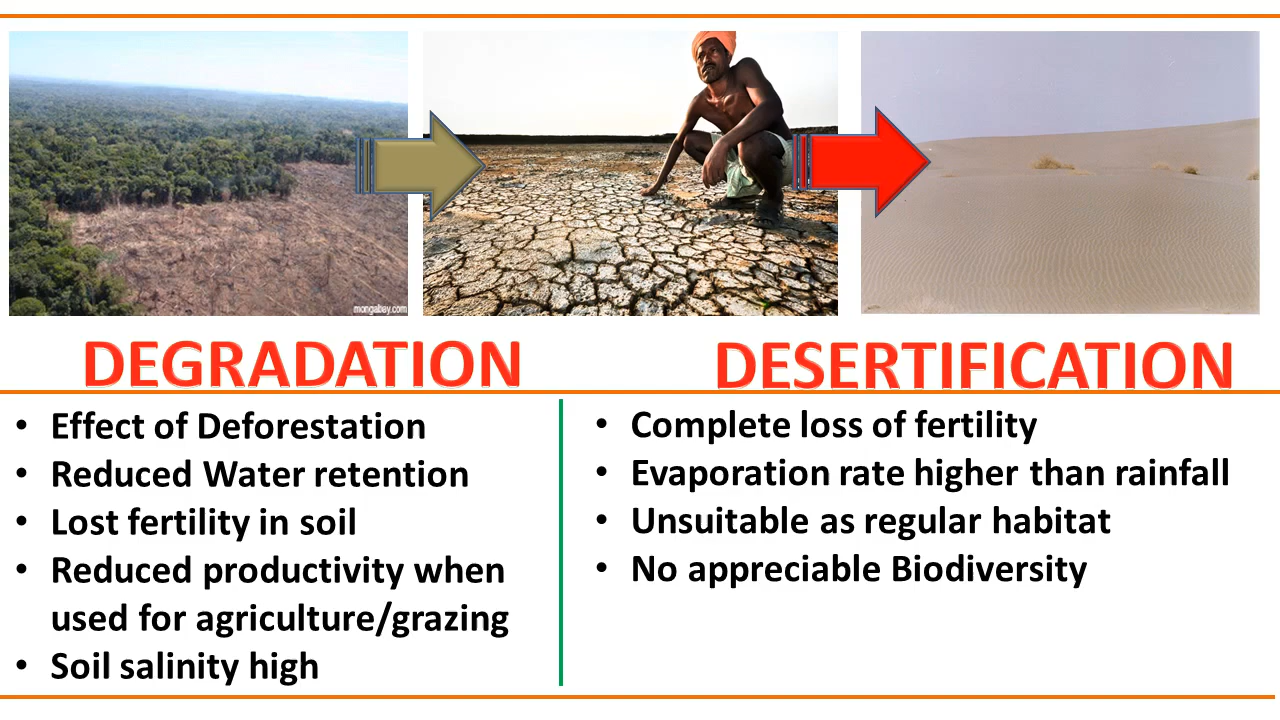 mongabay.com
DEGRADATION
• Effect of Deforestation
• Reduced Water retention
• Lost fertility in soil
• Reduced productivity when
used for agriculture/grazing
• Soil salinity high
DESERTIFICATION
• Complete loss of fertility
• Evaporation rate higher than rainfall
• Unsuitable as regular habitat
• No appreciable Biodiversity